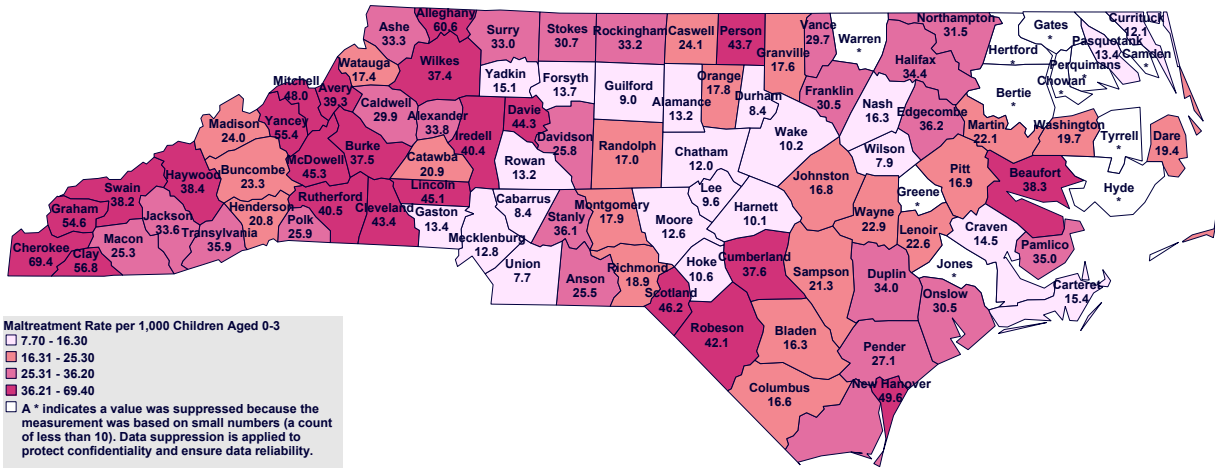 Alleghany
60.6
Ashe
33.3
Surry
33.0
Stokes
30.7
Rockingham
33.2
Caswell
24.1
Person
43.7
Granville
17.6
Vance
29.7
Warren
*
Northampton
31.5
Gates
*
Currituck
12.1
Pasquotank
13.4
Camden
*
Hertford
*
Perquimans
*
Chowan
*
Halifax
34.4
Bertie
*
Watauga
17.4
Wilkes
37.4
Yadkin
15.1
Forsyth
13.7
Guilford
9.0
Alamance
13.2
Orange
17.8
Durham
8.4
Franklin
30.5
Nash
16.3
Edgecombe
36.2
Martin
22.1
Washington
19.7
Tyrrell
*
Dare
19.4
Mitchell
48.0
Avery
39.3
Caldwell
29.9
Alexander
33.8
Iredell
40.4
Davie
44.3
Davidson
25.8
Randolph
17.0
Chatham
12.0
Wake
10.2
Wilson
7.9
Madison
24.0
Yancey
55.4
McDowell
45.3
Burke
37.5
Catawba
20.9
Rowan
13.2
Lee
9.6
Johnston
16.8
Greene
*
Pitt
16.9
Beaufort
38.3
Hyde
*
Swain
38.2
Haywood
38.4
Buncombe
23.3
Henderson
20.8
Rutherford
40.5
Polk
25.9
Cleveland
43.4
Lincoln
45.1
Gaston
13.4
Cabarrus
8.4
Stanly
36.1
Montgomery
17.9
Moore
12.6
Harnett
10.1
Wayne
22.9
Lenoir
22.6
Craven
14.5
Pamlico
35.0
Graham
54.6
Jackson
33.6
Transylvania
35.9
Macon
25.3
Cherokee
69.4
Clay
56.8
Mecklenburg
12.8
Union
7.7
Anson
25.5
Richmond
18.9
Scotland
46.2
Hoke
10.6
Cumberland
37.6
Sampson
21.3
Duplin
34.0
Jones
*
Onslow
30.5
Carteret
15.4
Robeson
42.1
Bladen
16.3
Pender
27.1
Columbus
16.6
New Hanover
49.6
Maltreatment Rate per 1,000 Children Aged 0-3
7.70 - 16.30
16.31 - 25.30
25.31 - 36.20
36.21 - 69.40
A * indicates a value was suppressed because the
measurement was based on small numbers (a count
of less than 10). Data suppression is applied to
protect confidentiality and ensure data reliability.